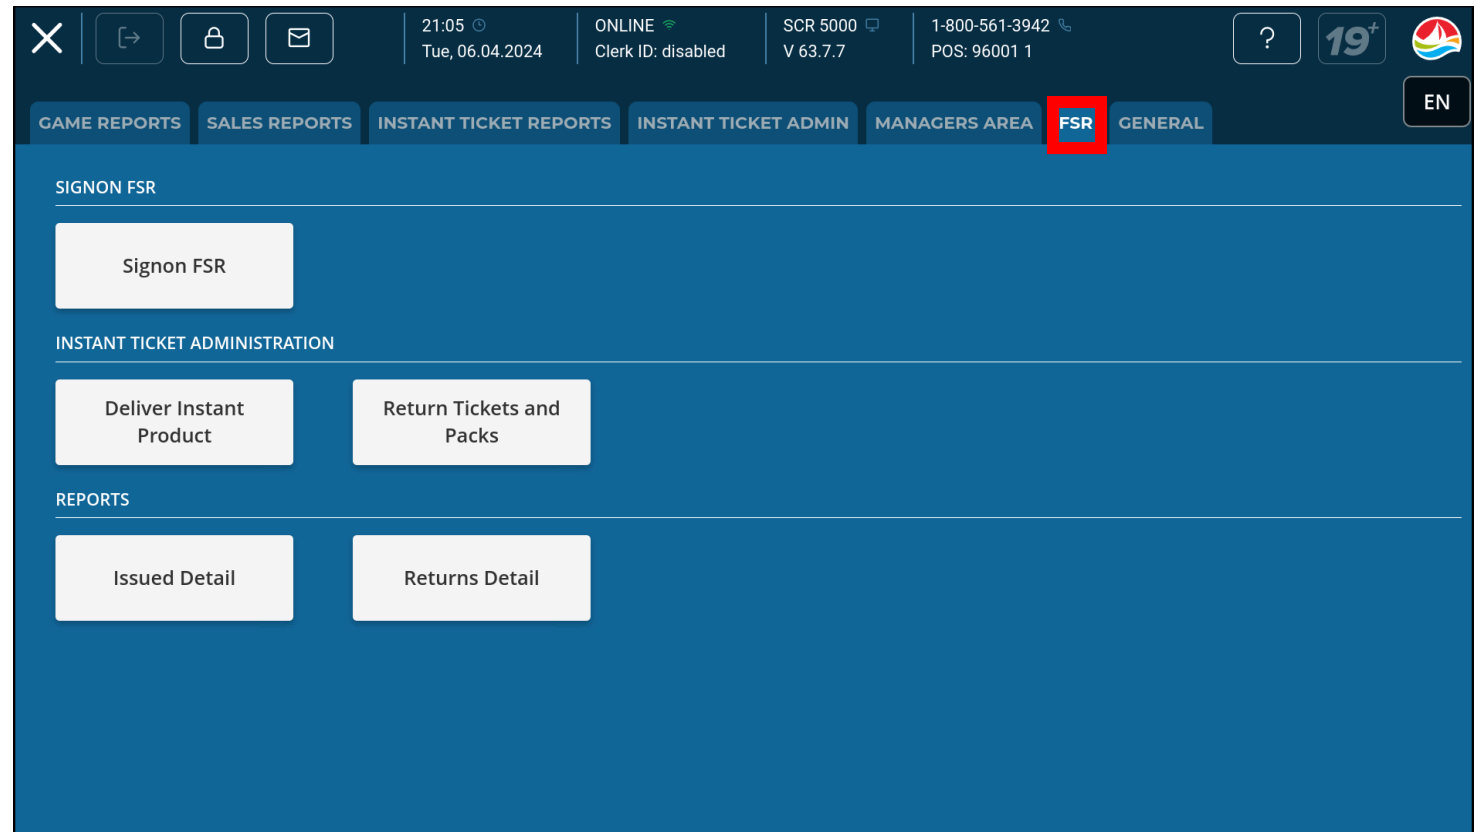 21:05
Tue, 06.04.2024
ONLINE
Clerk ID: disabled
SCR 5000
V 63.7.7
1-800-561-3942
POS: 96001 1
?
19+
EN
GAME REPORTS
SALES REPORTS
INSTANT TICKET REPORTS
INSTANT TICKET ADMIN
MANAGERS AREA
FSR
GENERAL
SIGNON FSR
Signon FSR
INSTANT TICKET ADMINISTRATION
Deliver Instant
Product
Return Tickets and
Packs
REPORTS
Issued Detail
Returns Detail